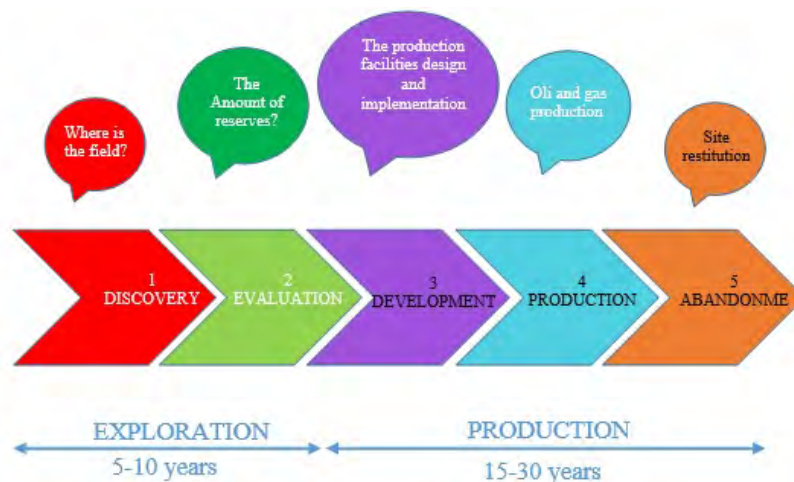 Where is
the field?
The
Amount of
reserves?
The production
facilities design
and
implementation
Oli and gas
production
Site
restitution
1
DISCOVERY
2
EVALUATION
3
DEVELOPMENT
4
PRODUCTION
5
ABANDONME
EXPLORATION
5-10 years
PRODUCTION
15-30 years